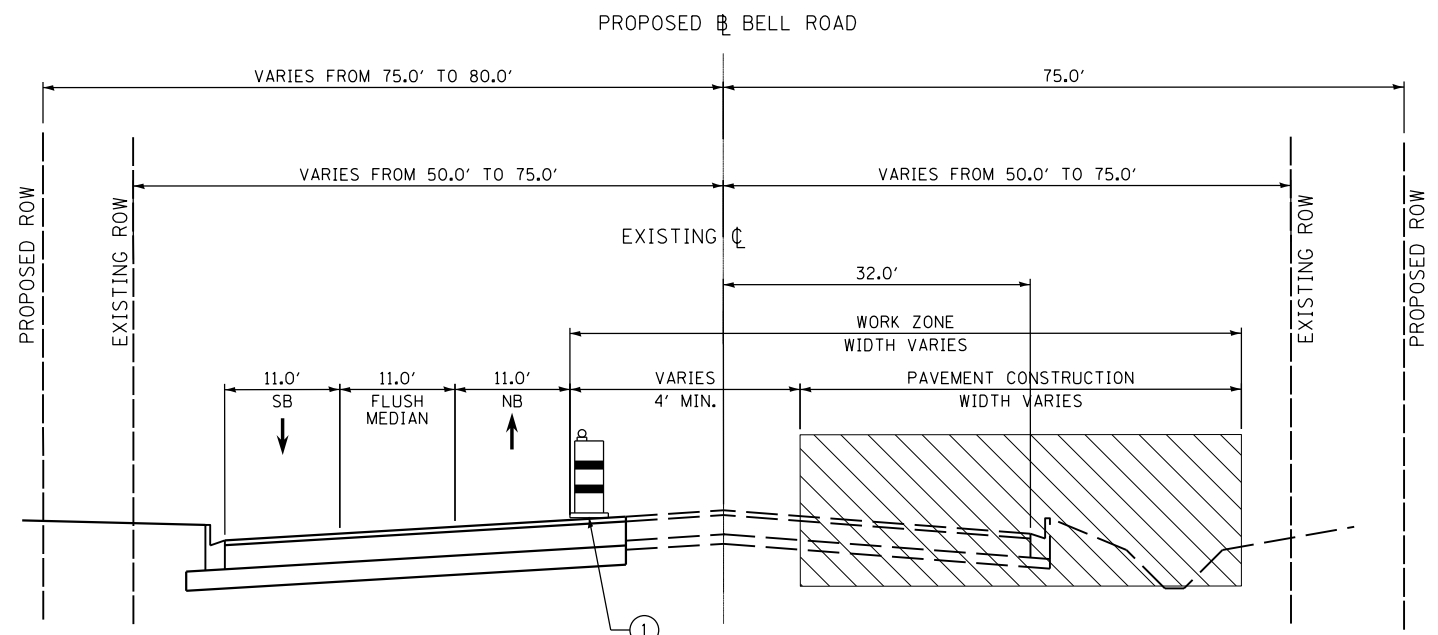 PROPOSED ℄ BELL ROAD
VARIES FROM 75.0' TO 80.0'
75.0'
VARIES FROM 50.0' TO 75.0'
VARIES FROM 50.0' TO 75.0'
PROPOSED ROW
EXISTING ROW
EXISTING ℄
EXISTING ROW
PROPOSED ROW
32.0'
WORK ZONE
WIDTH VARIES
11.0'
SB
11.0'
FLUSH
MEDIAN
11.0'
NB
VARIES
4' MIN.
PAVEMENT CONSTRUCTION
WIDTH VARIES
1